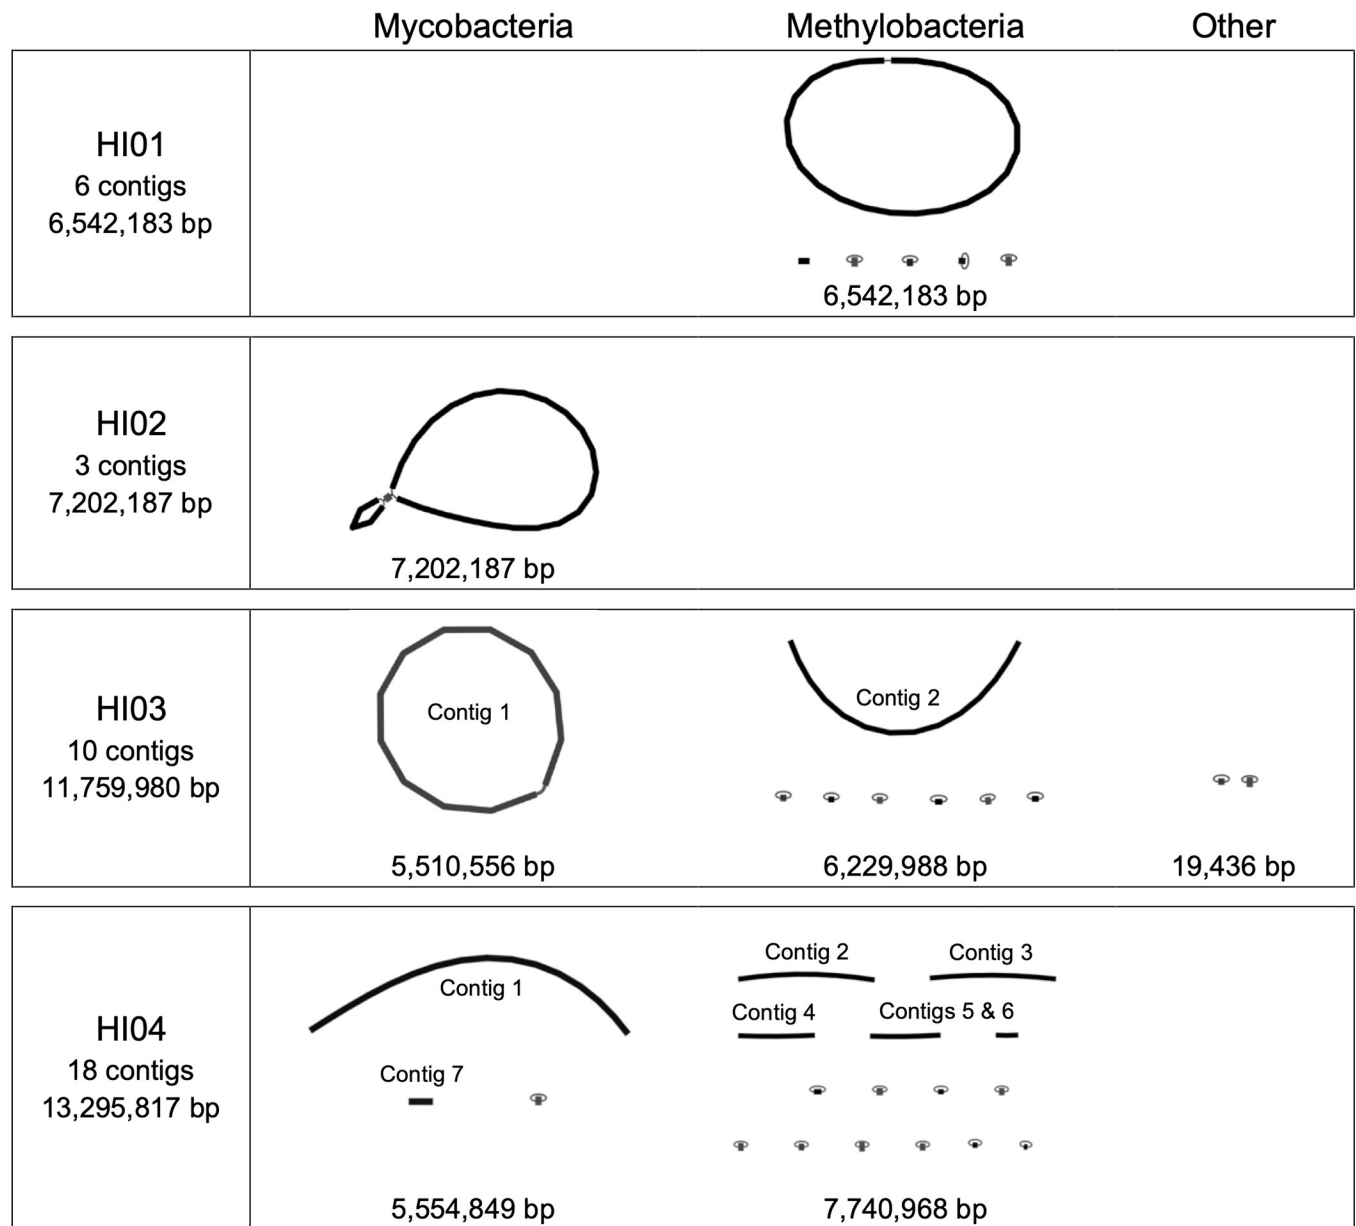 Mycobacteria Methylobacteria Other
HI01
6 contigs
6,542,183 bp
6,542,183 bp
HI02
3 contigs
7,202,187 bp
7,202,187 bp
HI03
10 contigs
11,759,980 bp
Contig 1
5,510,556 bp
Contig 2
6,229,988 bp
19,436 bp
HI04
18 contigs
13,295,817 bp
Contig 1
Contig 7
5,554,849 bp
Contig 2 Contig 3
Contig 4 Contigs 5 & 6
7,740,968 bp